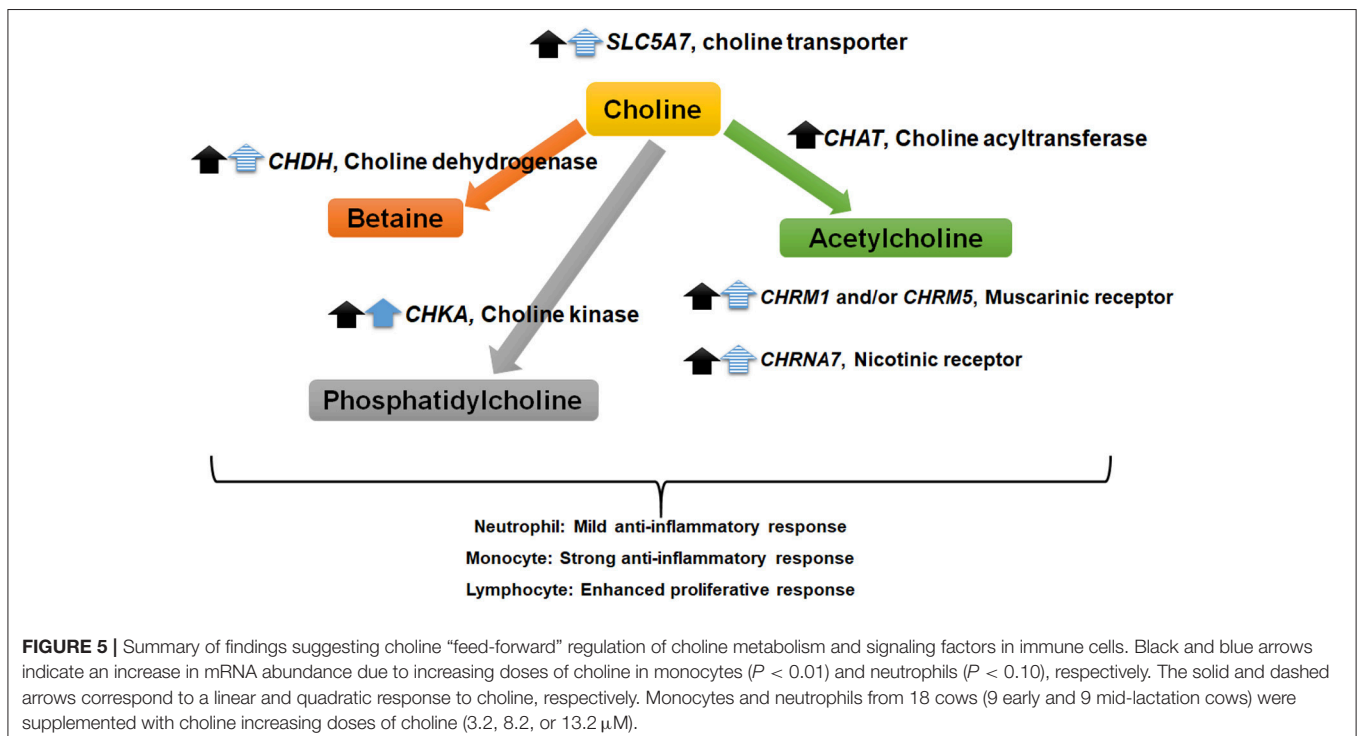 SLC5A7, choline transporter
Choline
CHAT, Choline acyltransferase
CHDH, Choline dehydrogenase
Betaine
Acetylcholine
CHRM1 and/or CHRM5, Muscarinic receptor
CHKA, Choline kinase
CHRNA7, Nicotinic receptor
Phosphatidylcholine
Neutrophil: Mild anti-inflammatory response
Monocyte: Strong anti-inflammatory response
Lymphocyte: Enhanced proliferative response
FIGURE 5 | Summary of findings suggesting choline “feed-forward” regulation of choline metabolism and signaling factors in immune cells. Black and blue arrows
indicate an increase in mRNA abundance due to increasing doses of choline in monocytes (P < 0.01) and neutrophils (P < 0.10), respectively. The solid and dashed
arrows correspond to a linear and quadratic response to choline, respectively. Monocytes and neutrophils from 18 cows (9 early and 9 mid-lactation cows) were
supplemented with choline increasing doses of choline (3.2, 8.2, or 13.2 μM).